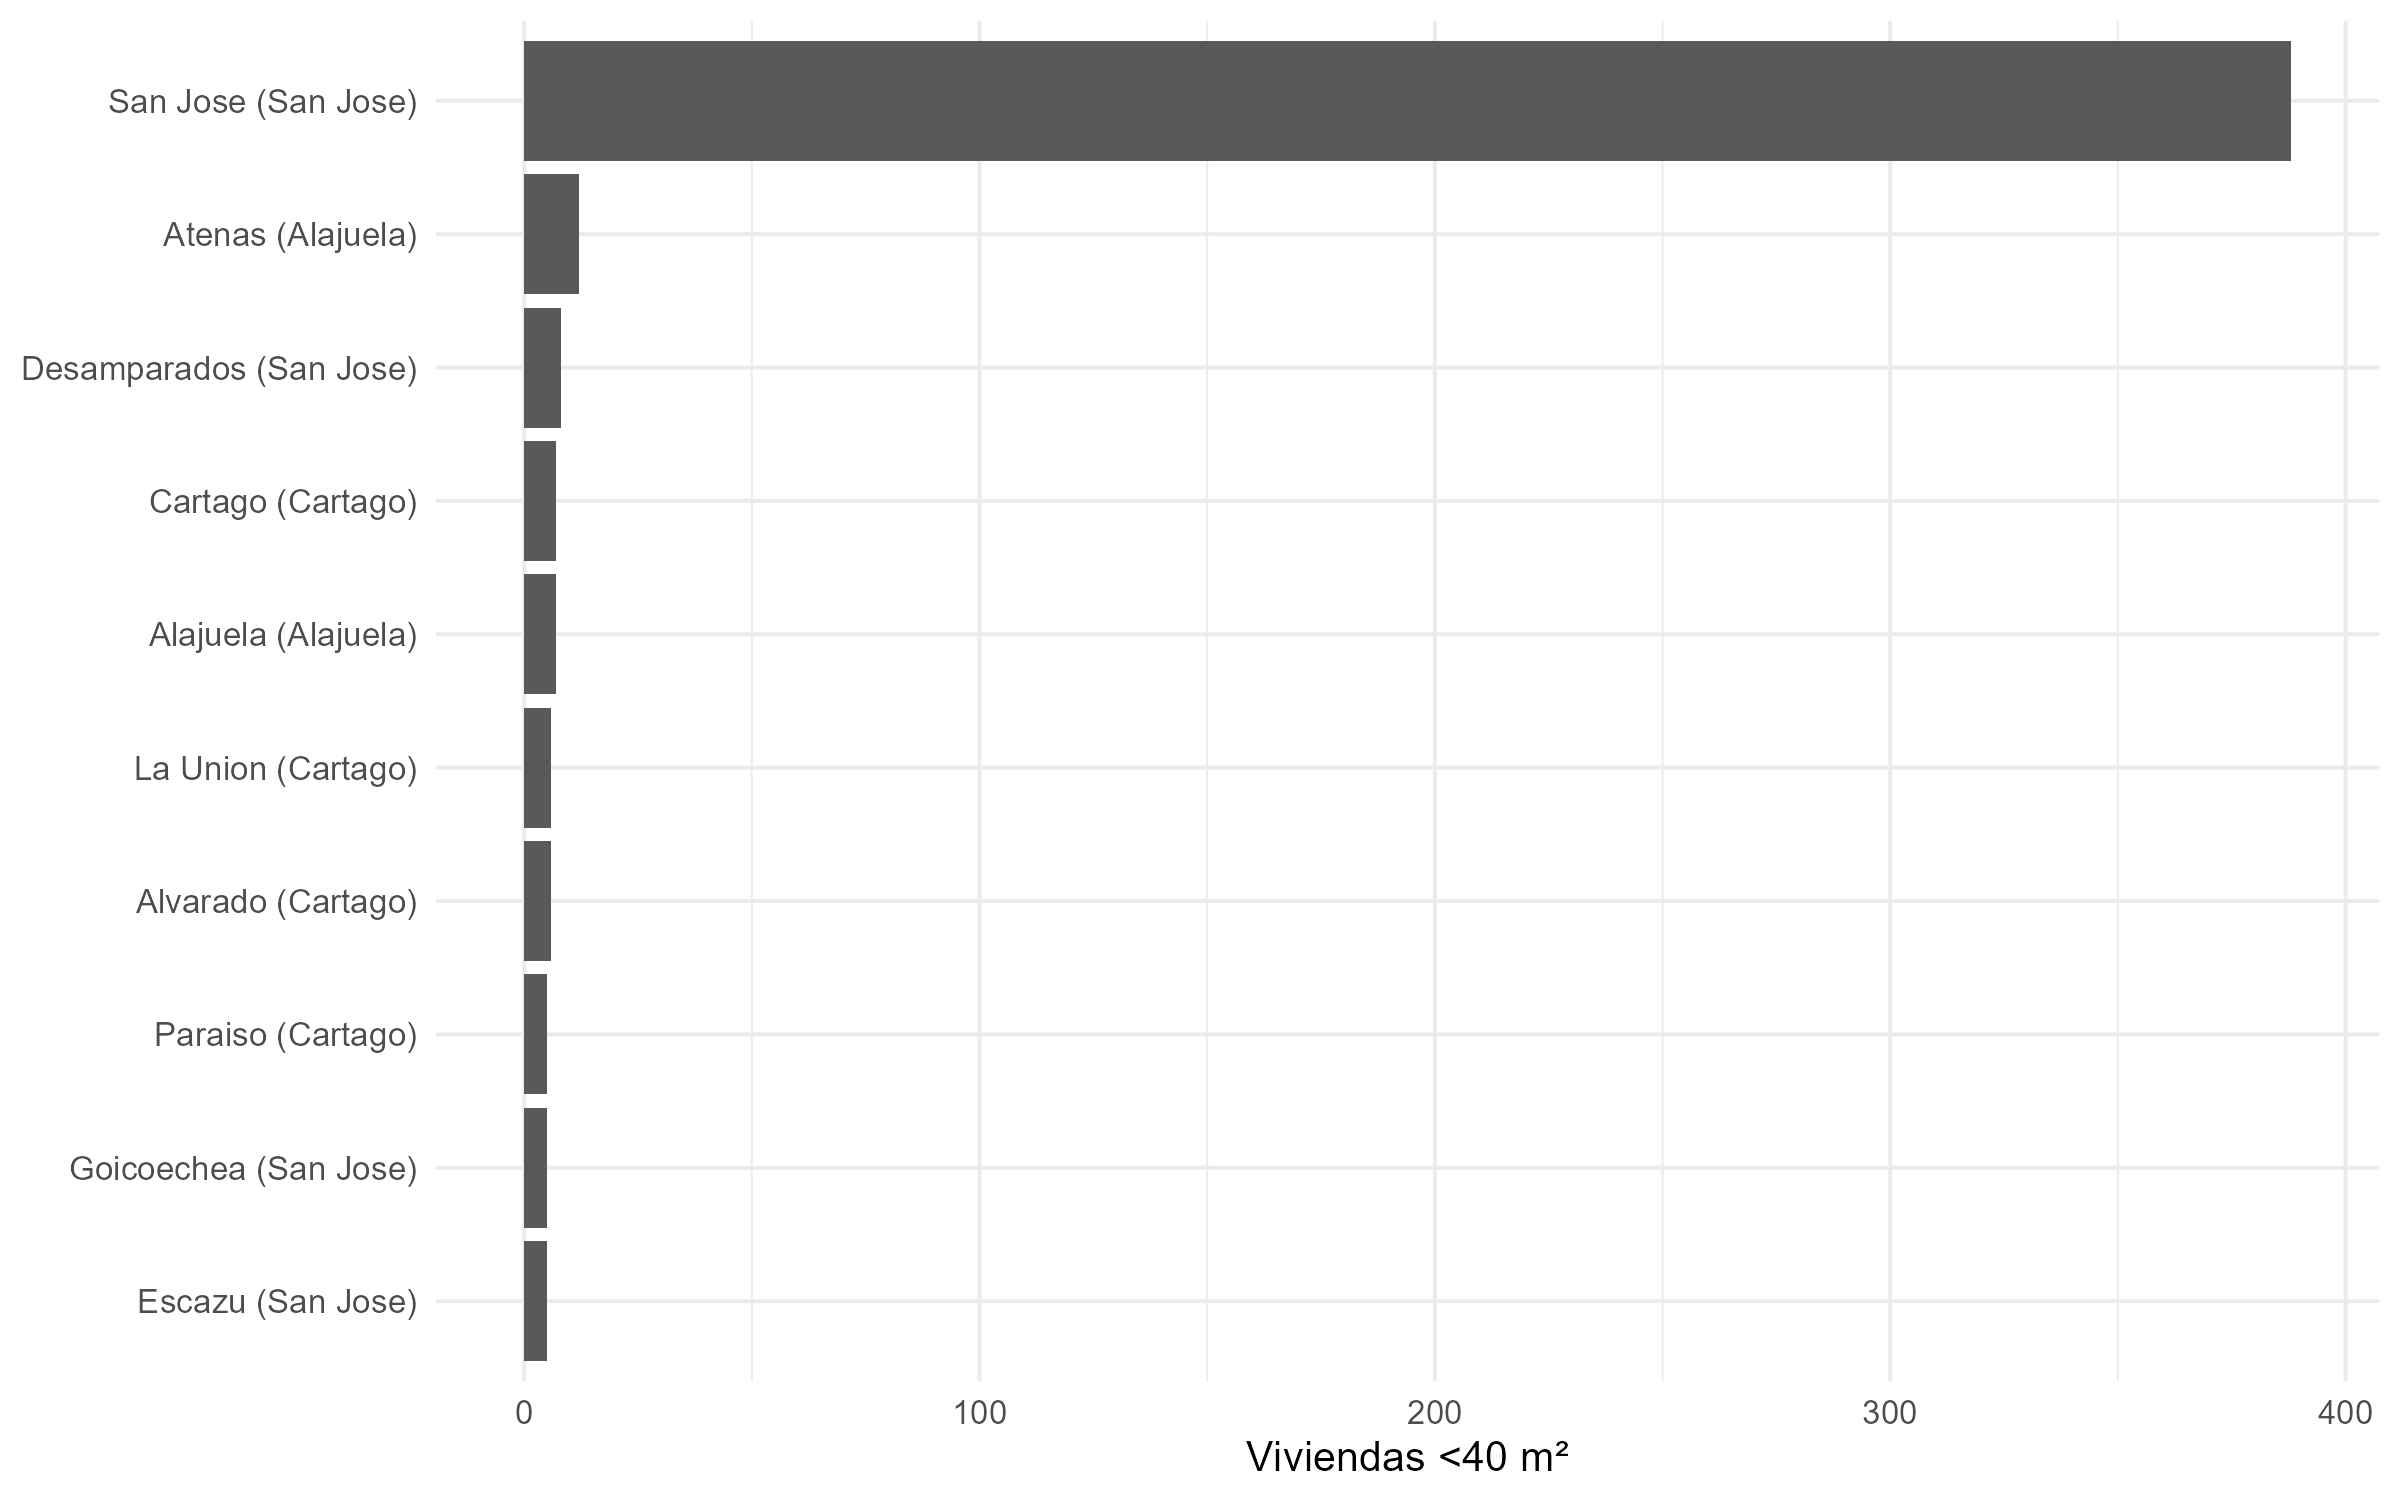 San Jose (San Jose)
Atenas (Alajuela)
Desamparados (San Jose)
Cartago (Cartago)
Alajuela (Alajuela)
La Union (Cartago)
Alvarado (Cartago)
Paraiso (Cartago)
Goicoechea (San Jose)
Escazu (San Jose)
0 100 200 300 400
Viviendas <40 m²